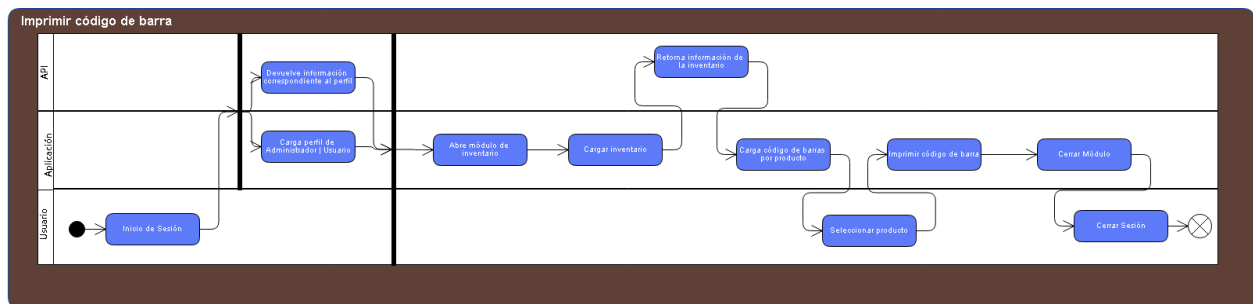 Imprimir código de barra
API
Devuelve información
correspondiente al perfil
Retorna información de
la inventario
Aplicación
Carga perfil de
Administrador | Usuario
Abre módulo de
inventario
Cargar inventario
Carga código de barras
por producto
Imprimir código de barra
Cerrar Módulo
Usuario
Inicio de Sesión
Seleccionar producto
Cerrar Sesión